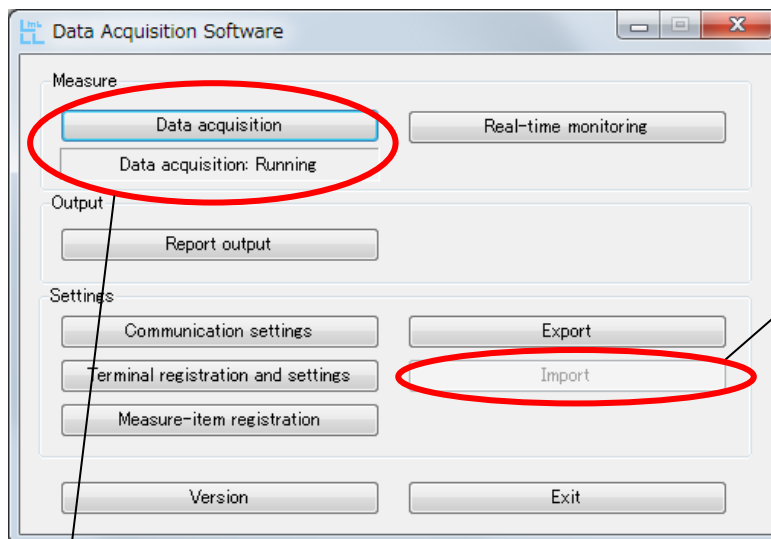 Data Acquisition Software
Measure
Data acquisition
Real-time monitoring
Data acquisition: Running
Output
Report output
Settings
Communication settings
Export
Terminal registration and settings
Import
Measure-item registration
Version
Exit